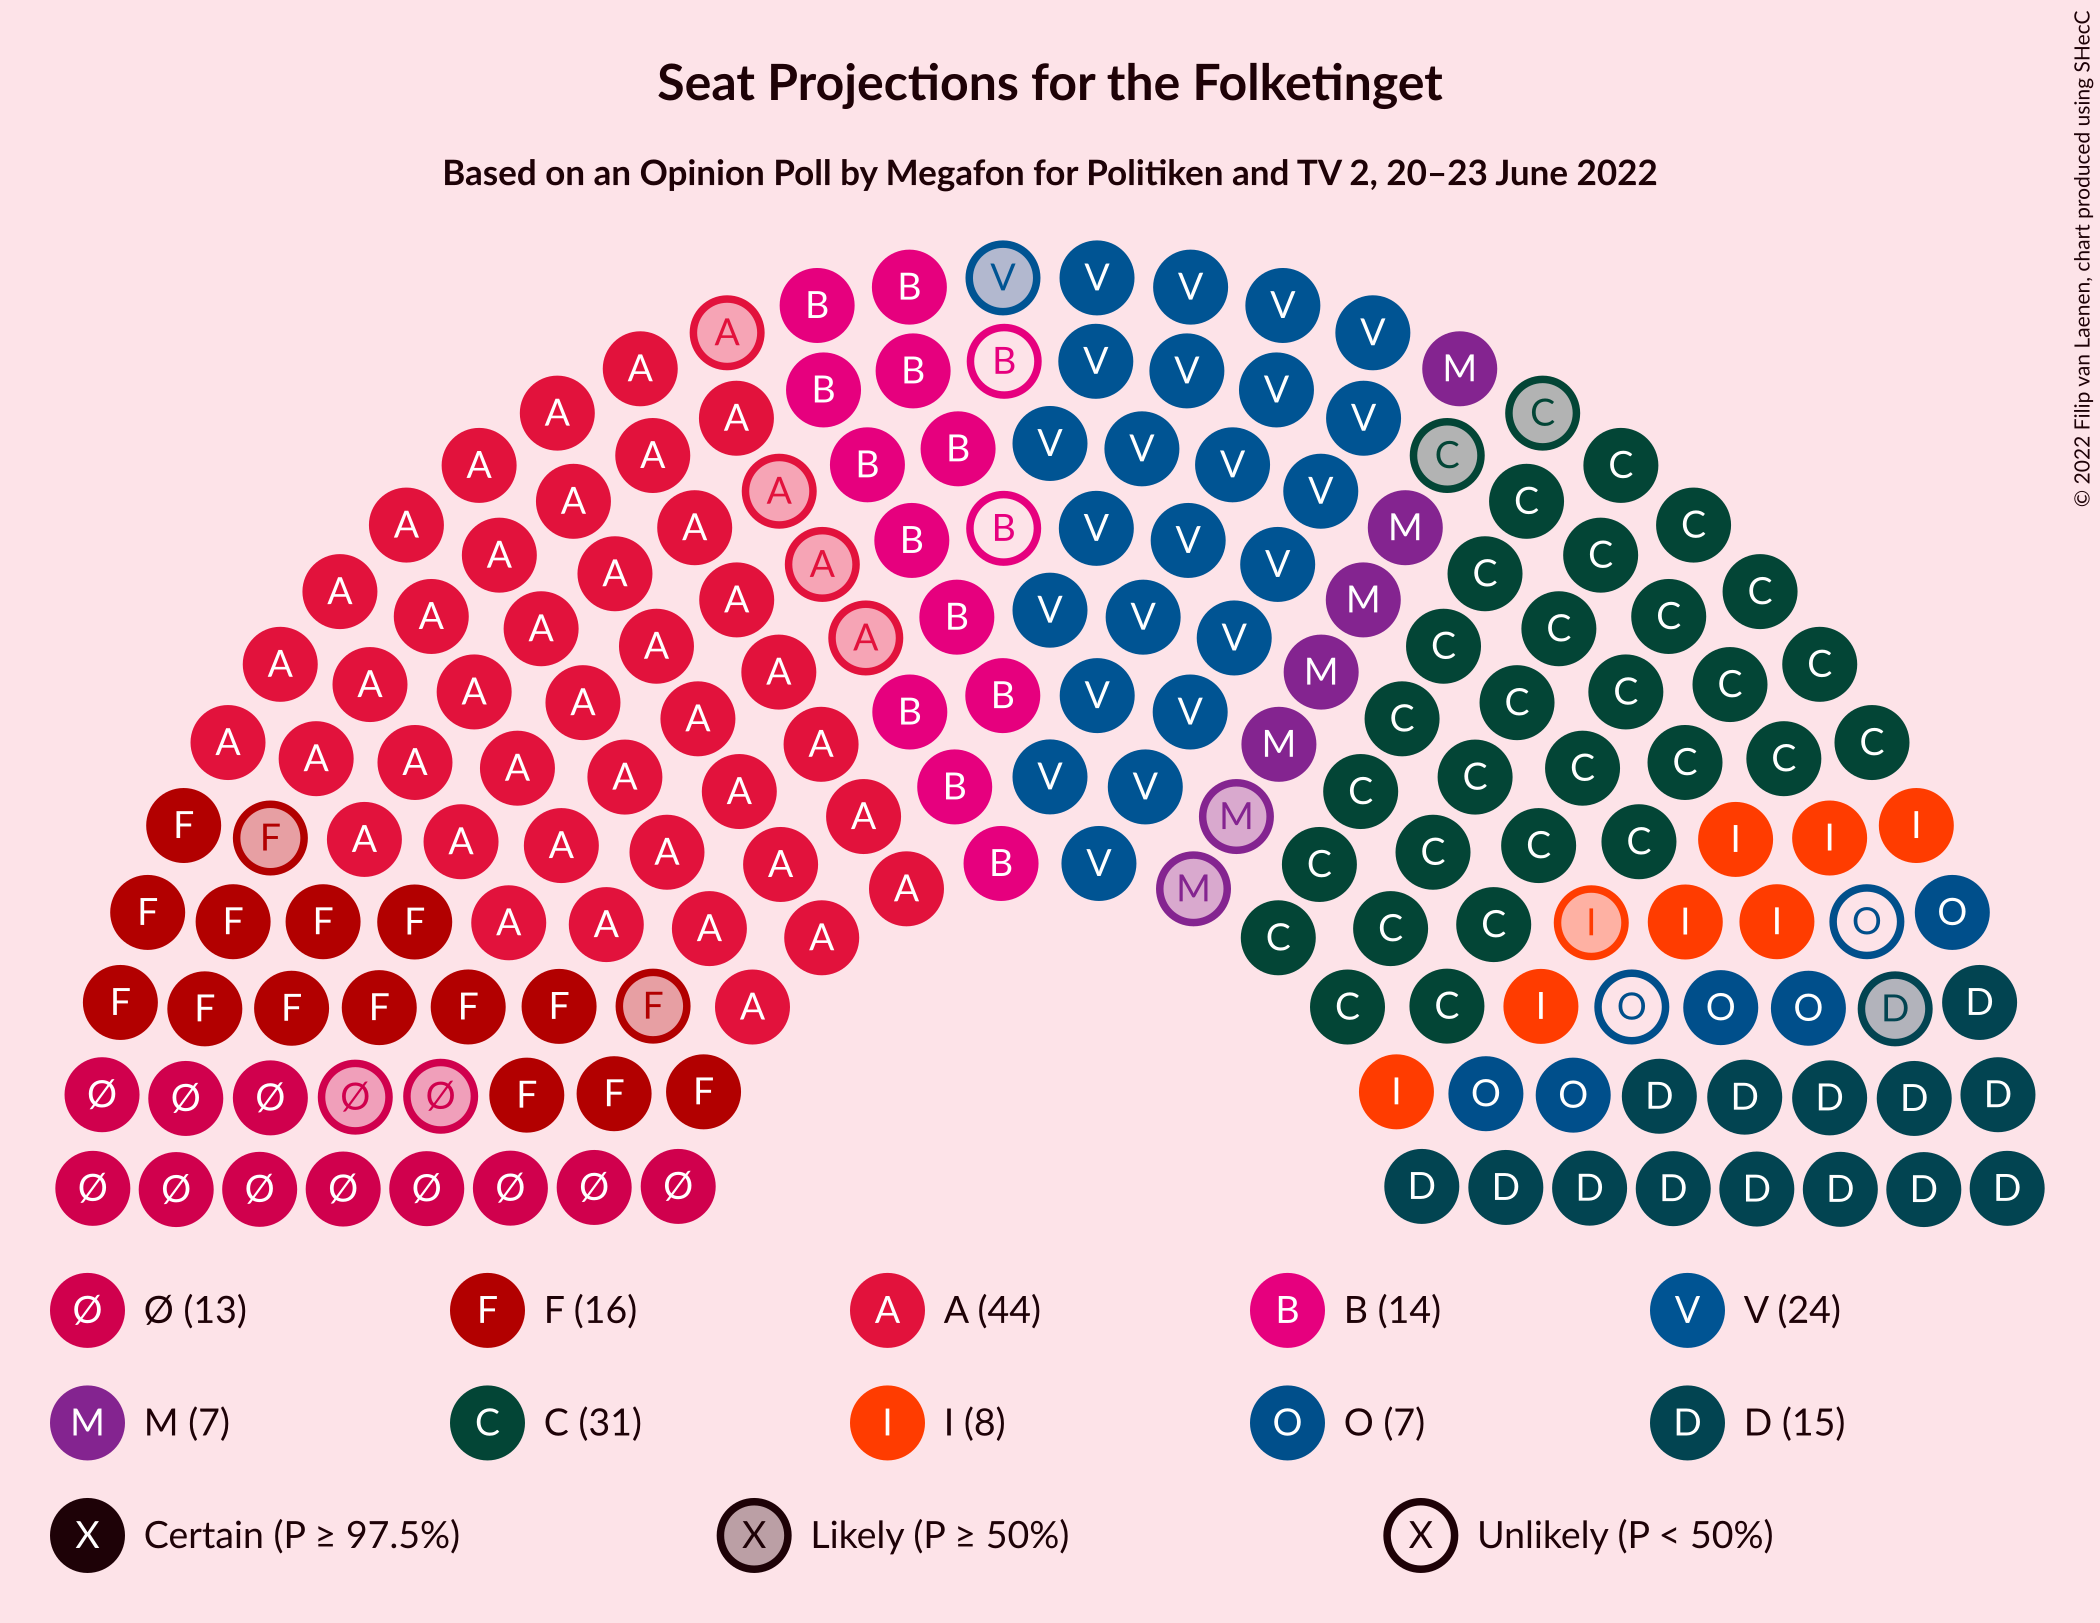 Seat Projections for the Folketinget
Based on an Opinion Poll by Megafon for Politiken and TV 2, 20–23 June 2022
© 2022 Filip van Laenen, chart produced using SHecC
B B V V V V
A B B V V M
A A B B V V V C
A A A B B V V V V C C
A A A A B V V V V M C C
A A A A A B B V V V M C C C
A A A A A A B V V V M C C C C
A A A A A A B B V V M C C C C C
A A A A A A A B V V M C C C C C C
F F A A A A A A B V M C C C C I I I
F F F F A A A A C C C I I I O O
F F F F F F F A C C I O O O D D
Ø Ø Ø Ø Ø F F F I O O D D D D D
Ø Ø Ø Ø Ø Ø Ø Ø D D D D D D D D
Ø Ø (13) F F (16) A A (44) B B (14) V V (24)
M M (7) C C (31) I I (8) O O (7) D D (15)
X Certain (P ≥ 97.5%) X Likely (P ≥ 50%) X Unlikely (P < 50%)